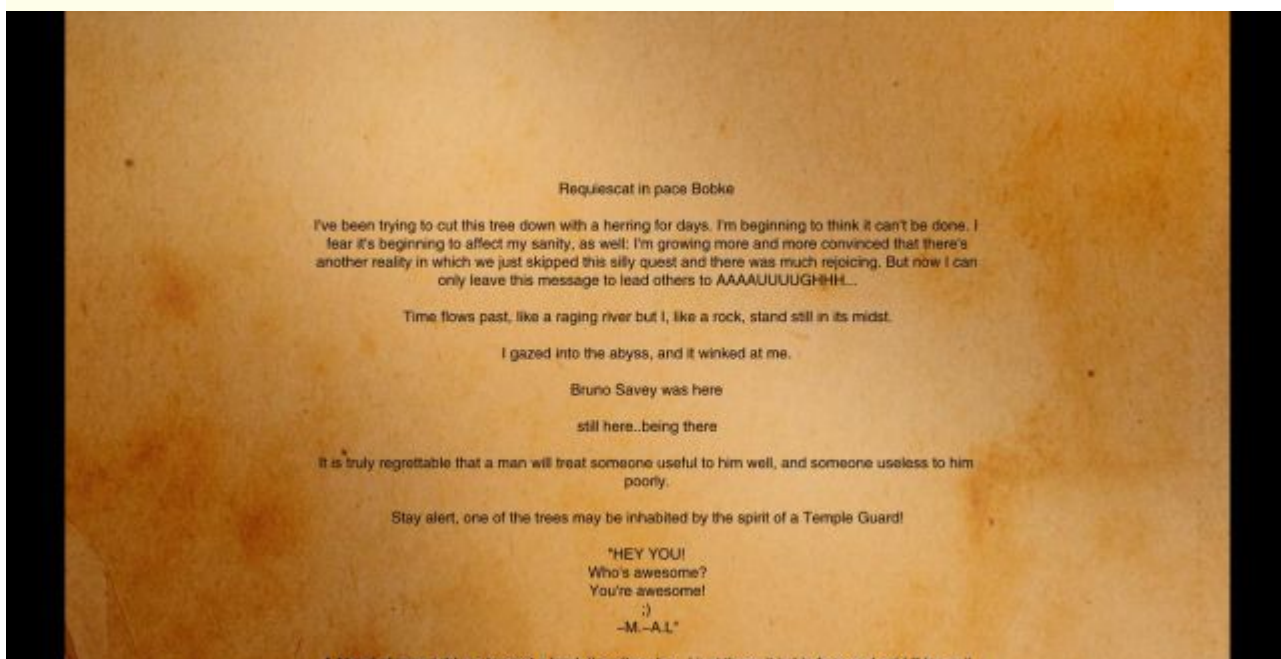 Requiescat in pace Bobke
I've been trying to cut this tree down with a herring for days. I'm beginning to think it can't be done. I
fear it's beginning to affect my sanity, as well: I'm growing more and more convinced that there's
another reality in which we just skipped this silly quest and there was much rejoicing. But now I can
only leave this message to lead others to AAAAUUUUGHHH...
Time flows past, like a raging river but I, like a rock, stand still in its midst.
I gazed into the abyss, and it winked at me.
Bruno Savey was here
still here..being there
It is truly regrettable that a man will treat someone useful to him well, and someone useless to him
poorly.
Stay alert, one of the trees may be inhabited by the spirit of a Temple Guard!
"HEY YOU!
Who's awesome?
You're awesome!
;)
–M.–A.L"